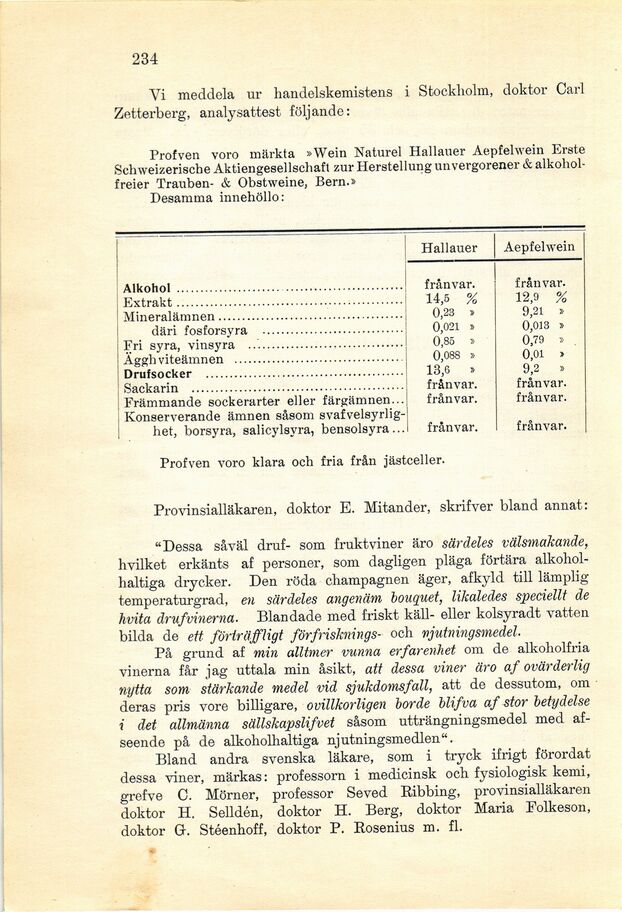 234
Vi meddela ur handelskemistens i Stockholm, doktor Carl
Zetterberg, analysattest följande:
Profven voro märkta »Wein Naturel Hallauer Aepfelwein Erste
Schweizerische Aktiengesellschaft zur Herstellung unvergorener & alkohol-
freier Trauben- & Obstweine, Bern.»
Desamma innehöllo:
Hallauer Aepfelwein
Alkohol ........ frånvar. frånvar.
Extrakt ........ 14,5 % 12,9 %
Mineralämnen ........ 0,23 » 9,21 »
däri fosforsyra ........ 0,021 » 0,013 »
Fri syra, vinsyra ........ 0,85 » 0,79 »
Ägghviteämnen ........ 0,088 » 0,01 »
Drufsocker ........ 13,6 » 9,2 »
Sackarin ........ frånvar. frånvar.
Främmande sockerarter eller färgämnen... frånvar. frånvar.
Konserverande ämnen såsom svafvelsyrlig-
het, borsyra, salicylsyra, bensolsyra ... frånvar. frånvar.
Profven voro klara och fria från jästceller.
Provinsialläkaren, doktor E. Mitander, skrifver bland annat:
“Dessa såväl druf- som fruktviner äro särdeles välsmakande,
hvilket erkänts af personer, som dagligen pläga förtära alkohol-
haltiga drycker. Den röda champagnen äger, afkyld till lämplig
temperaturgrad, en särdeles angenäm bouquet, likaledes speciellt de
hvita drufvinerna. Blandade med friskt käll- eller kolsyradt vatten
bilda de ett förträffligt förfrisknings- och njutningsmedel.
På grund af min alltmer vunna erfarenhet om de alkoholfria
vinerna får jag uttala min åsikt, att dessa viner äro af ovärderlig
nytta som stärkande medel vid sjukdomsfall, att de dessutom, om
deras pris vore billigare, ovillkorligen borde blifva af stor betydelse
i det allmänna sällskapslifvet såsom utträngningsmedel med af-
seende på de alkoholhaltiga njutningsmedlen“.
Bland andra svenska läkare, som i tryck ifrigt förordat
dessa viner, märkas: professorn i medicinsk och fysiologisk kemi,
grefve C. Mörner, professor Seved Ribbing, provinsialläkaren
doktor H. Selldén, doktor H. Berg, doktor Maria Folkeson,
doktor G. Stéenhoff, doktor P. Rosenius m. fl.